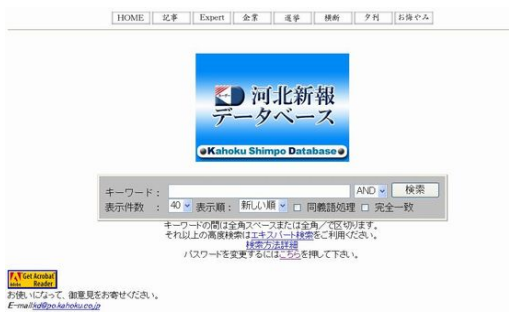 HOME 記事 Expert 企業 選挙 横断 夕刊 お悔やみ
河北新報
データベース
Kahoku Shimpo Database
キーワード : AND 検索
表示件数 : 40 表示順 : 新しい順 同義語処理 完全一致
キーワードの間は全角スペースまたは全角/で区切ります。
それ以上の高度検索はエキスパート検索をご利用ください。
検索方法詳細
パスワードを変更するにはこちらを押して下さい。
Get Acrobat
Adobe Reader
お使いになって、御意見をお寄せください。
E-mail:kd@po.kahoku.co.jp